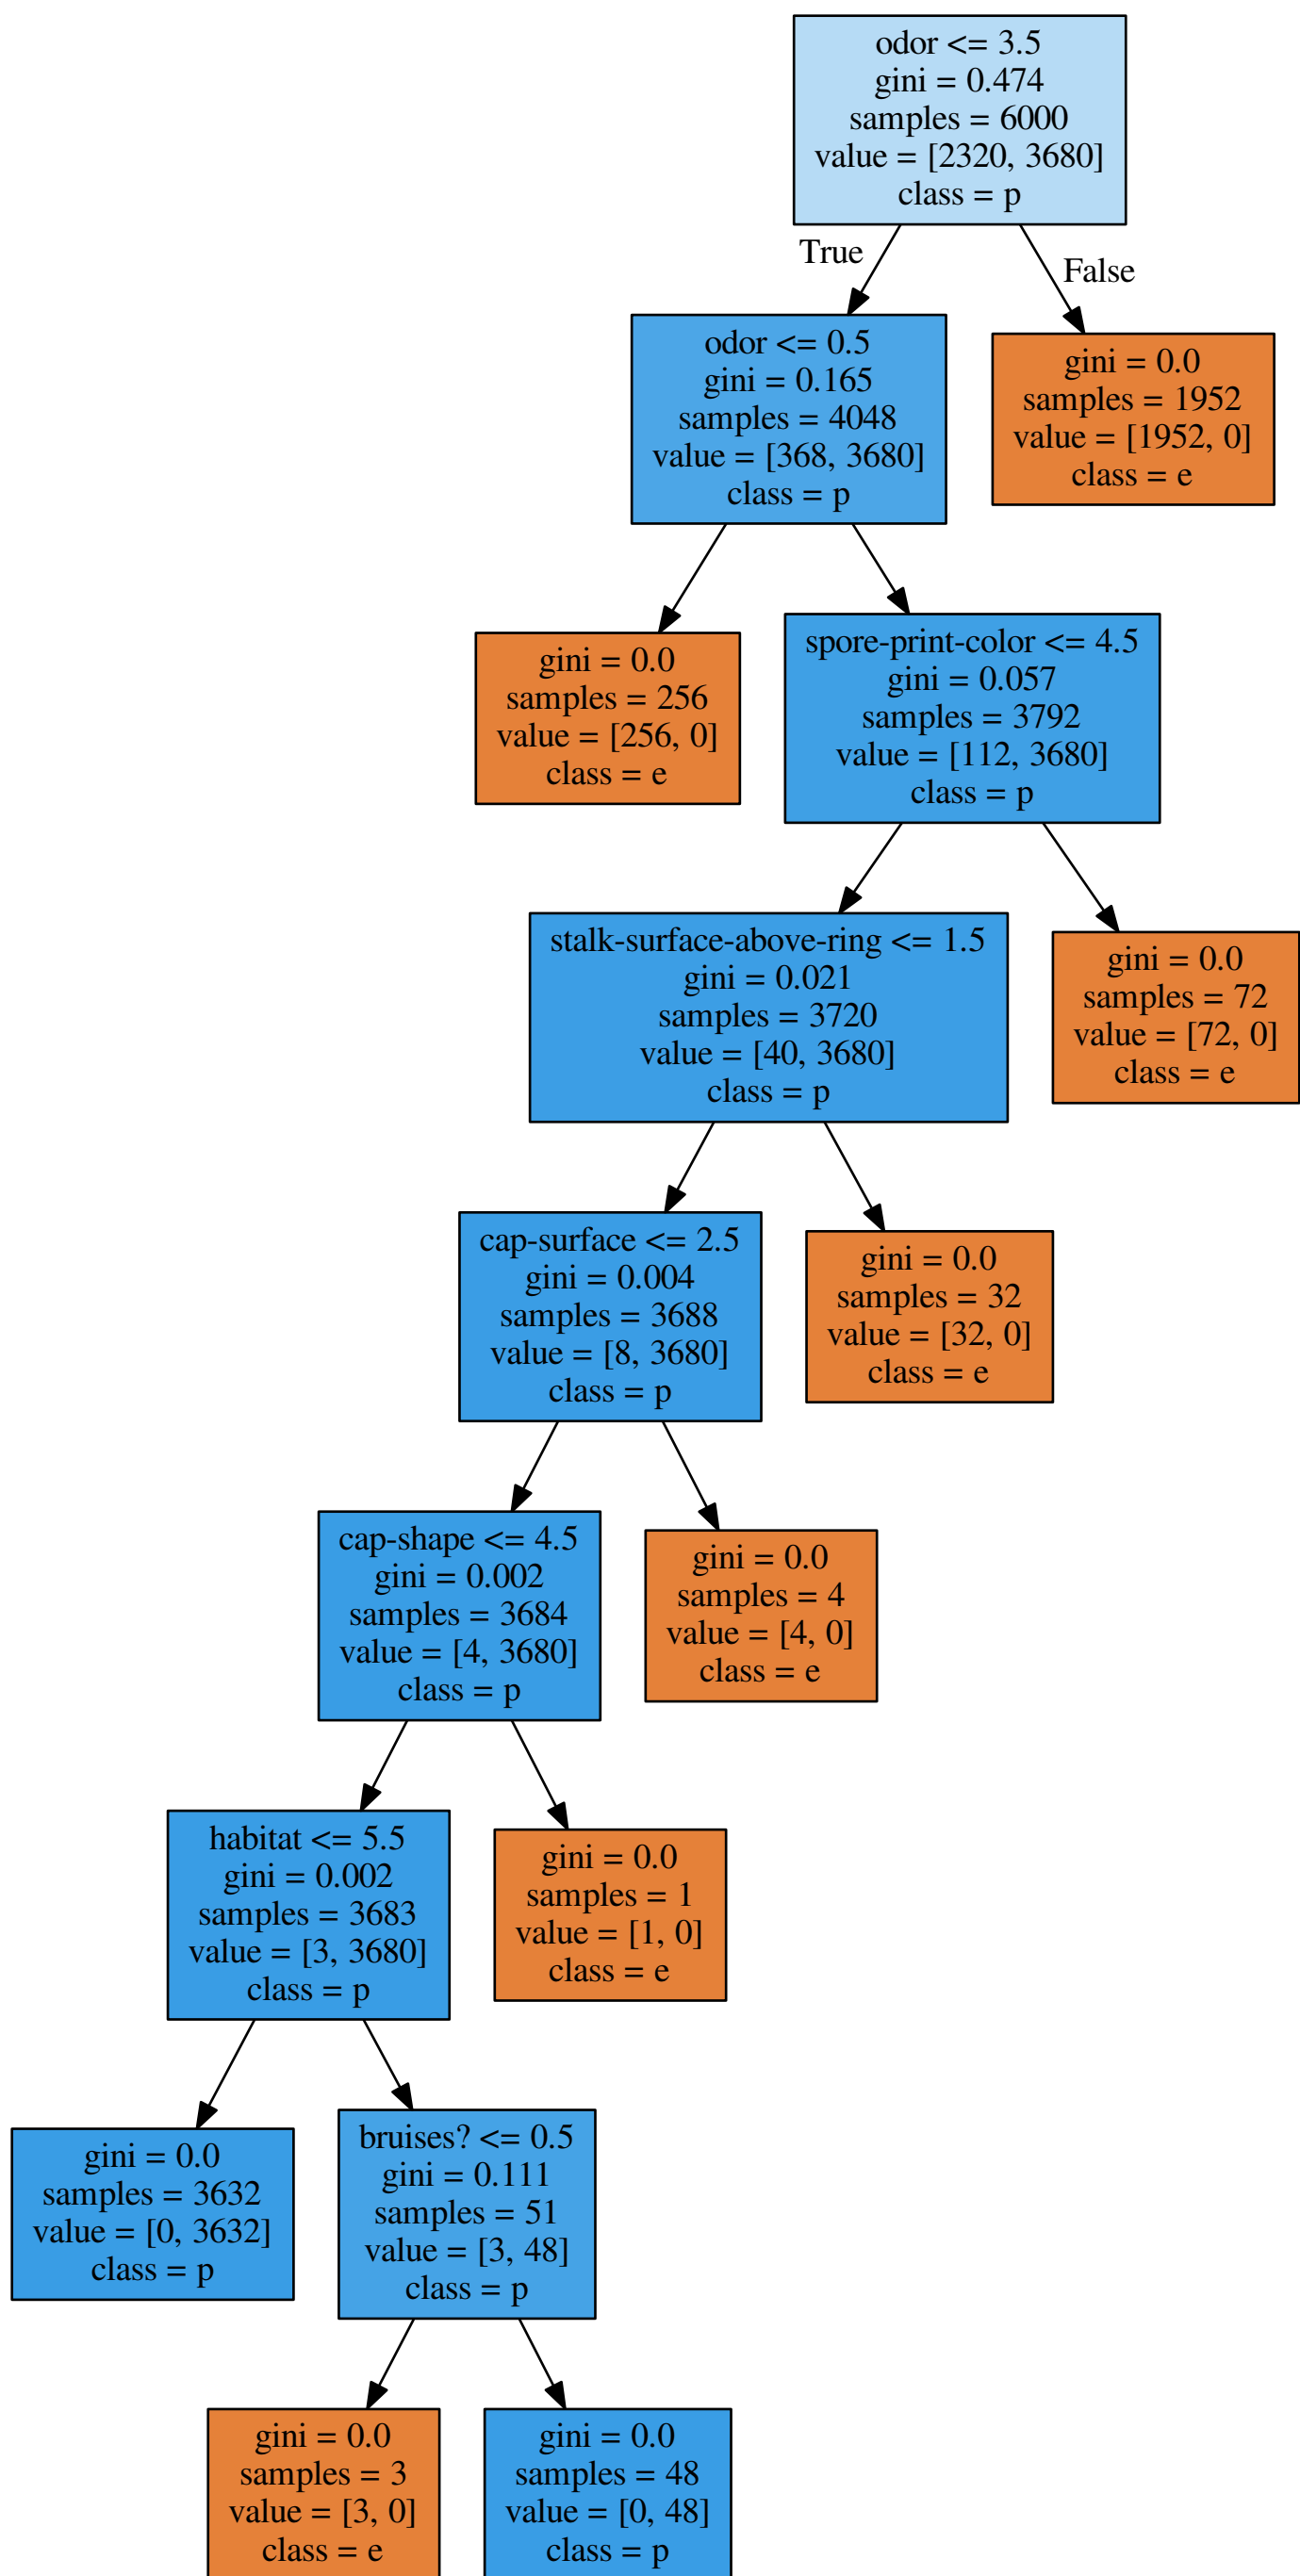 odor <= 3.5
gini = 0.474
samples = 6000
value = [2320, 3680]
class = p
True
False
odor <= 0.5
gini = 0.165
samples = 4048
value = [368, 3680]
class = p
gini = 0.0
samples = 1952
value = [1952, 0]
class = e
gini = 0.0
samples = 256
value = [256, 0]
class = e
spore-print-color <= 4.5
gini = 0.057
samples = 3792
value = [112, 3680]
class = p
stalk-surface-above-ring <= 1.5
gini = 0.021
samples = 3720
value = [40, 3680]
class = p
gini = 0.0
samples = 72
value = [72, 0]
class = e
cap-surface <= 2.5
gini = 0.004
samples = 3688
value = [8, 3680]
class = p
gini = 0.0
samples = 32
value = [32, 0]
class = e
cap-shape <= 4.5
gini = 0.002
samples = 3684
value = [4, 3680]
class = p
gini = 0.0
samples = 4
value = [4, 0]
class = e
habitat <= 5.5
gini = 0.002
samples = 3683
value = [3, 3680]
class = p
gini = 0.0
samples = 1
value = [1, 0]
class = e
gini = 0.0
samples = 3632
value = [0, 3632]
class = p
bruises? <= 0.5
gini = 0.111
samples = 51
value = [3, 48]
class = p
gini = 0.0
samples = 3
value = [3, 0]
class = e
gini = 0.0
samples = 48
value = [0, 48]
class = p